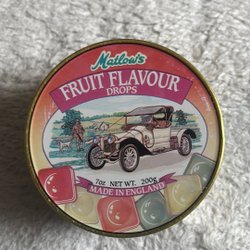 Matlow's
FRUIT FLAVOUR
DROPS
7oz NET WT. 200g
MADE IN ENGLAND